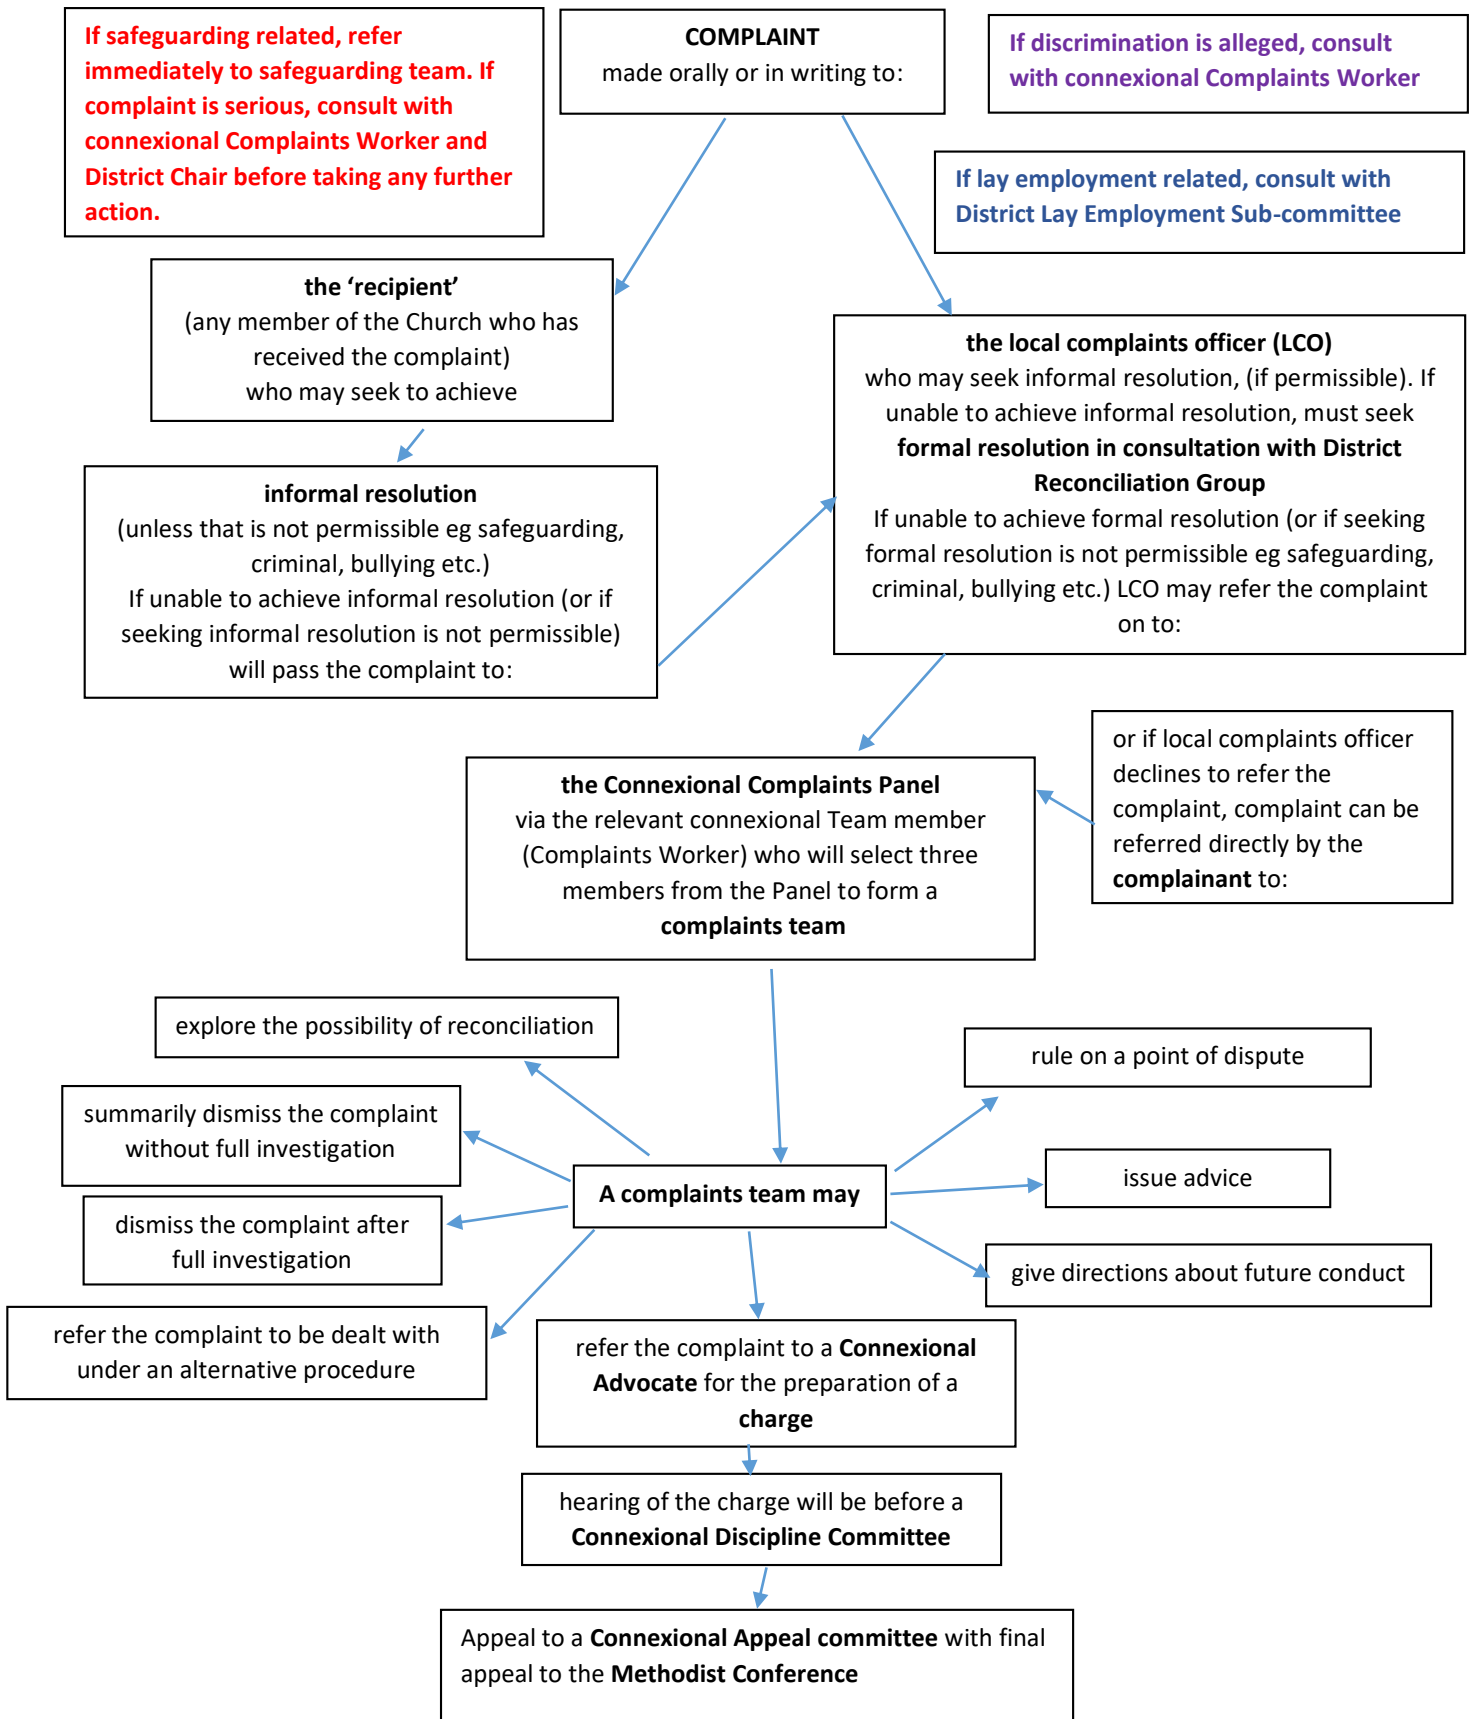 If safeguarding related, refer
immediately to safeguarding team. If
complaint is serious, consult with
connexional Complaints Worker and
District Chair before taking any further
action.
COMPLAINT
made orally or in writing to:
If discrimination is alleged, consult
with connexional Complaints Worker
If lay employment related, consult with
District Lay Employment Sub-committee
the ‘recipient’
(any member of the Church who has
received the complaint)
who may seek to achieve
the local complaints officer (LCO)
who may seek informal resolution, (if permissible). If
unable to achieve informal resolution, must seek
formal resolution in consultation with District
Reconciliation Group
If unable to achieve formal resolution (or if seeking
formal resolution is not permissible eg safeguarding,
criminal, bullying etc.) LCO may refer the complaint
on to:
informal resolution
(unless that is not permissible eg safeguarding,
criminal, bullying etc.)
If unable to achieve informal resolution (or if
seeking informal resolution is not permissible)
will pass the complaint to:
or if local complaints officer
declines to refer the
complaint, complaint can be
referred directly by the
complainant to:
the Connexional Complaints Panel
via the relevant connexional Team member
(Complaints Worker) who will select three
members from the Panel to form a
complaints team
explore the possibility of reconciliation
rule on a point of dispute
summarily dismiss the complaint
without full investigation
A complaints team may
issue advice
dismiss the complaint after
full investigation
give directions about future conduct
refer the complaint to be dealt with
under an alternative procedure
refer the complaint to a Connexional
Advocate for the preparation of a
charge
hearing of the charge will be before a
Connexional Discipline Committee
Appeal to a Connexional Appeal committee with final
appeal to the Methodist Conference